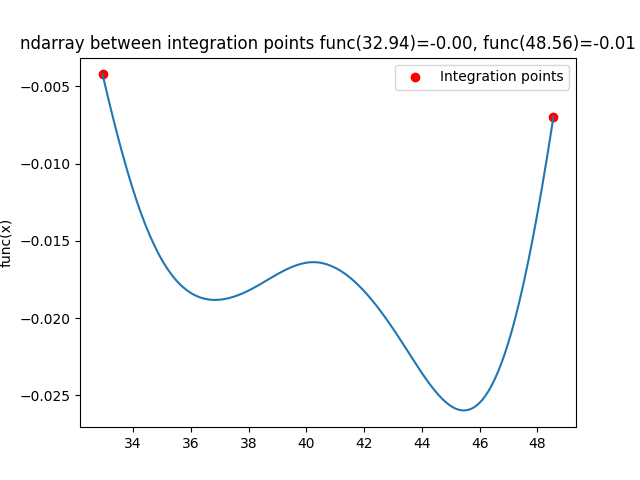 ndarray between integration points func(32.94)=-0.00, func(48.56)=-0.01
Integration points
func(x)
−0.005
−0.010
−0.015
−0.020
−0.025
34 36 38 40 42 44 46 48